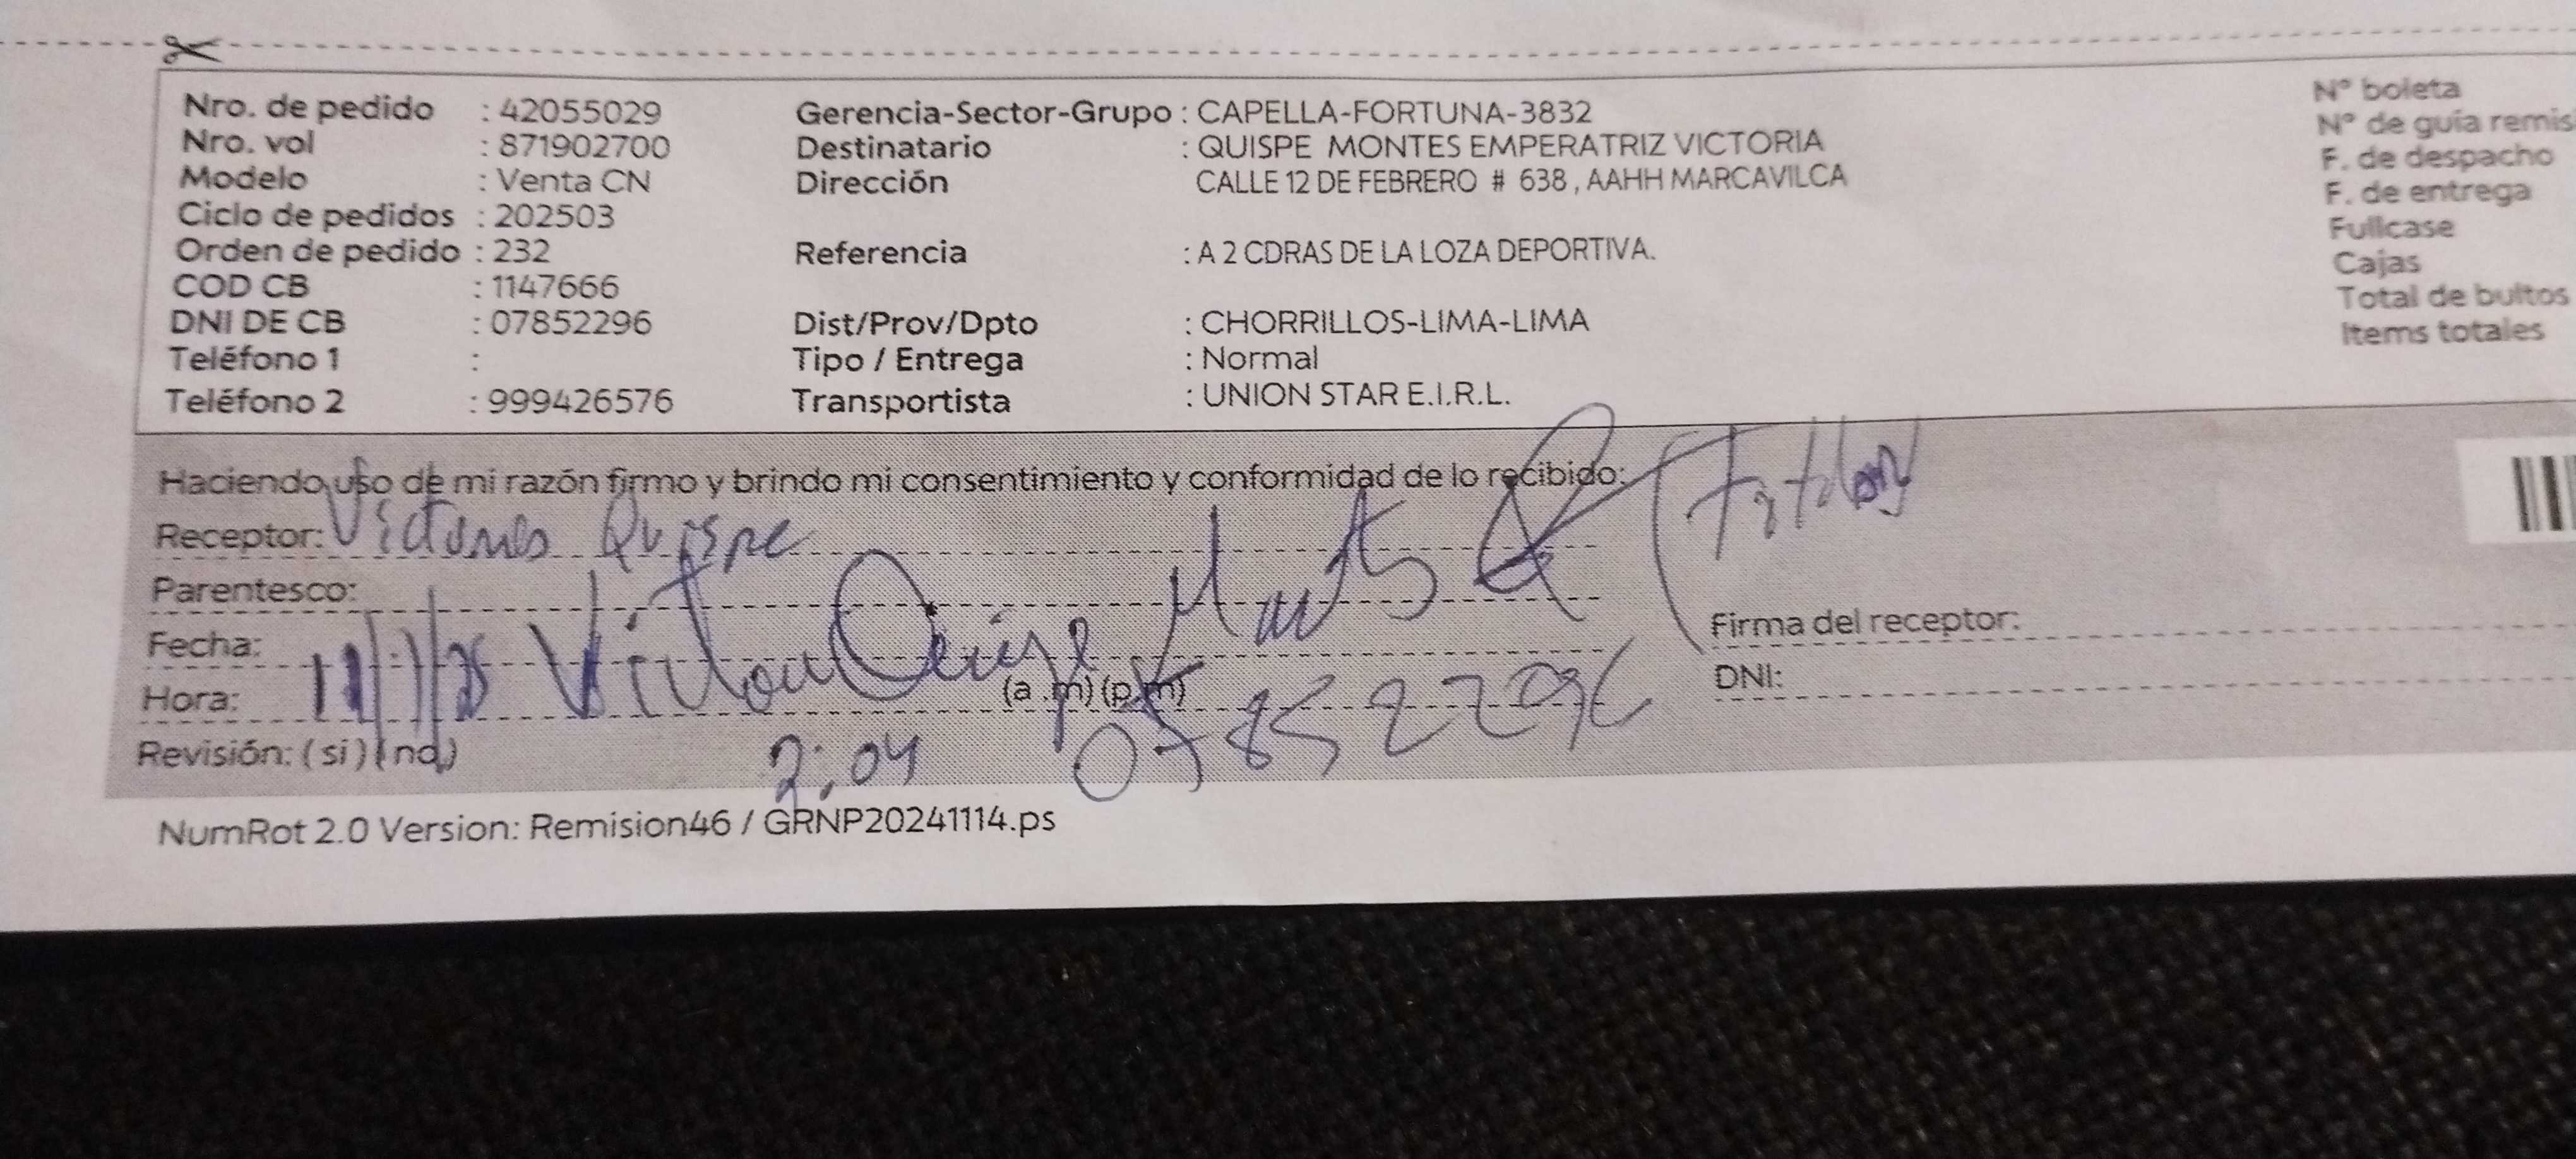 Nro. de pedido : 42055029 Gerencia-Sector-Grupo : CAPELLA-FORTUNA-3832 N° boleta
Nro. vol : 871902700 Destinatario : QUISPE MONTES EMPERATRIZ VICTORIA N° de guía remis
Modelo : Venta CN Dirección CALLE 12 DE FEBRERO # 638, AAHH MARCAVILCA F. de despacho
Ciclo de pedidos : 202503 F. de entrega
Orden de pedido : 232 Referencia : A 2 CDRAS DE LA LOZA DEPORTIVA. Fullcase
COD CB : 1147666 Cajas
DNI DE CB : 07852296 Dist/Prov/Dpto : CHORRILLOS-LIMA-LIMA Total de bultos
Teléfono 1 : Tipo / Entrega : Normal Items totales
Teléfono 2 : 999426576 Transportista : UNION STAR E.I.R.L.
Haciendo uso de mi razón firmo y brindo mi consentimiento y conformidad de lo recibido:
Receptor: Quispe
Parentesco:
Fecha: Firma del receptor:
Hora: (a .m) (p.m) DNI:
Revisión: ( si ) ( no )
2:04 07852296
NumRot 2.0 Version: Remision46 / GRNP20241114.ps